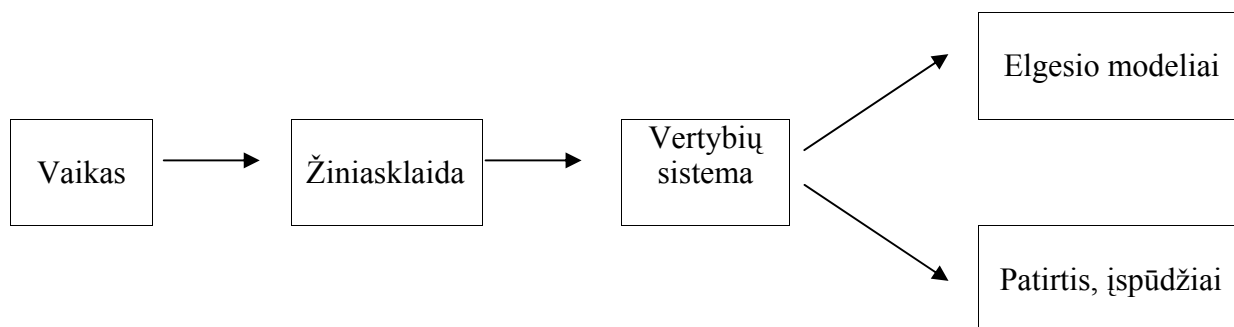 Vaikas
Žiniasklaida
Vertybių
sistema
Elgesio modeliai
Patirtis, įspūdžiai